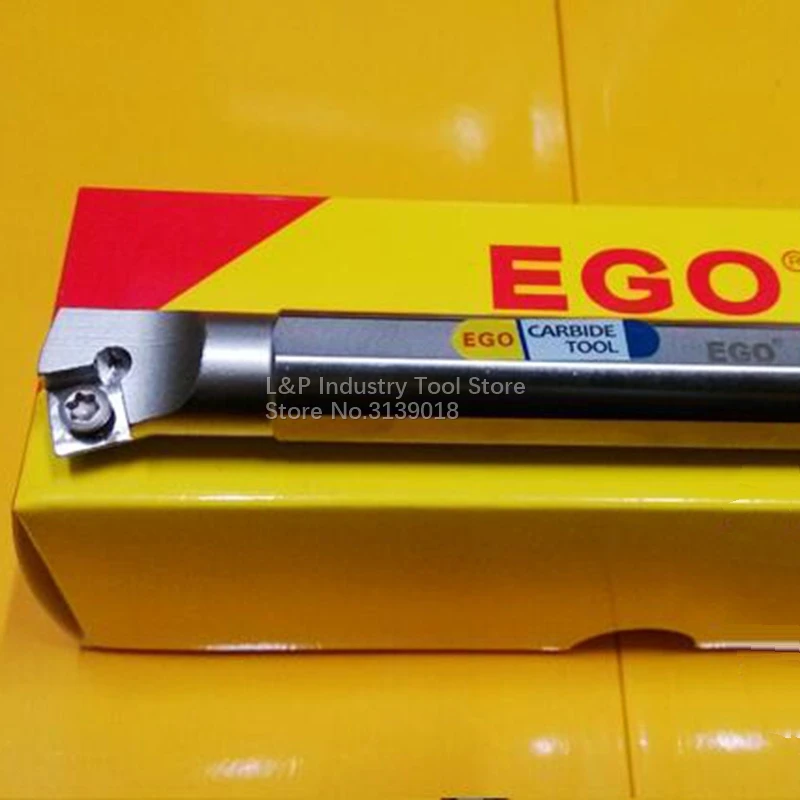 EGO®
EGO CARBIDE TOOL
EGO®
L&P Industry Tool Store
Store No.3139018